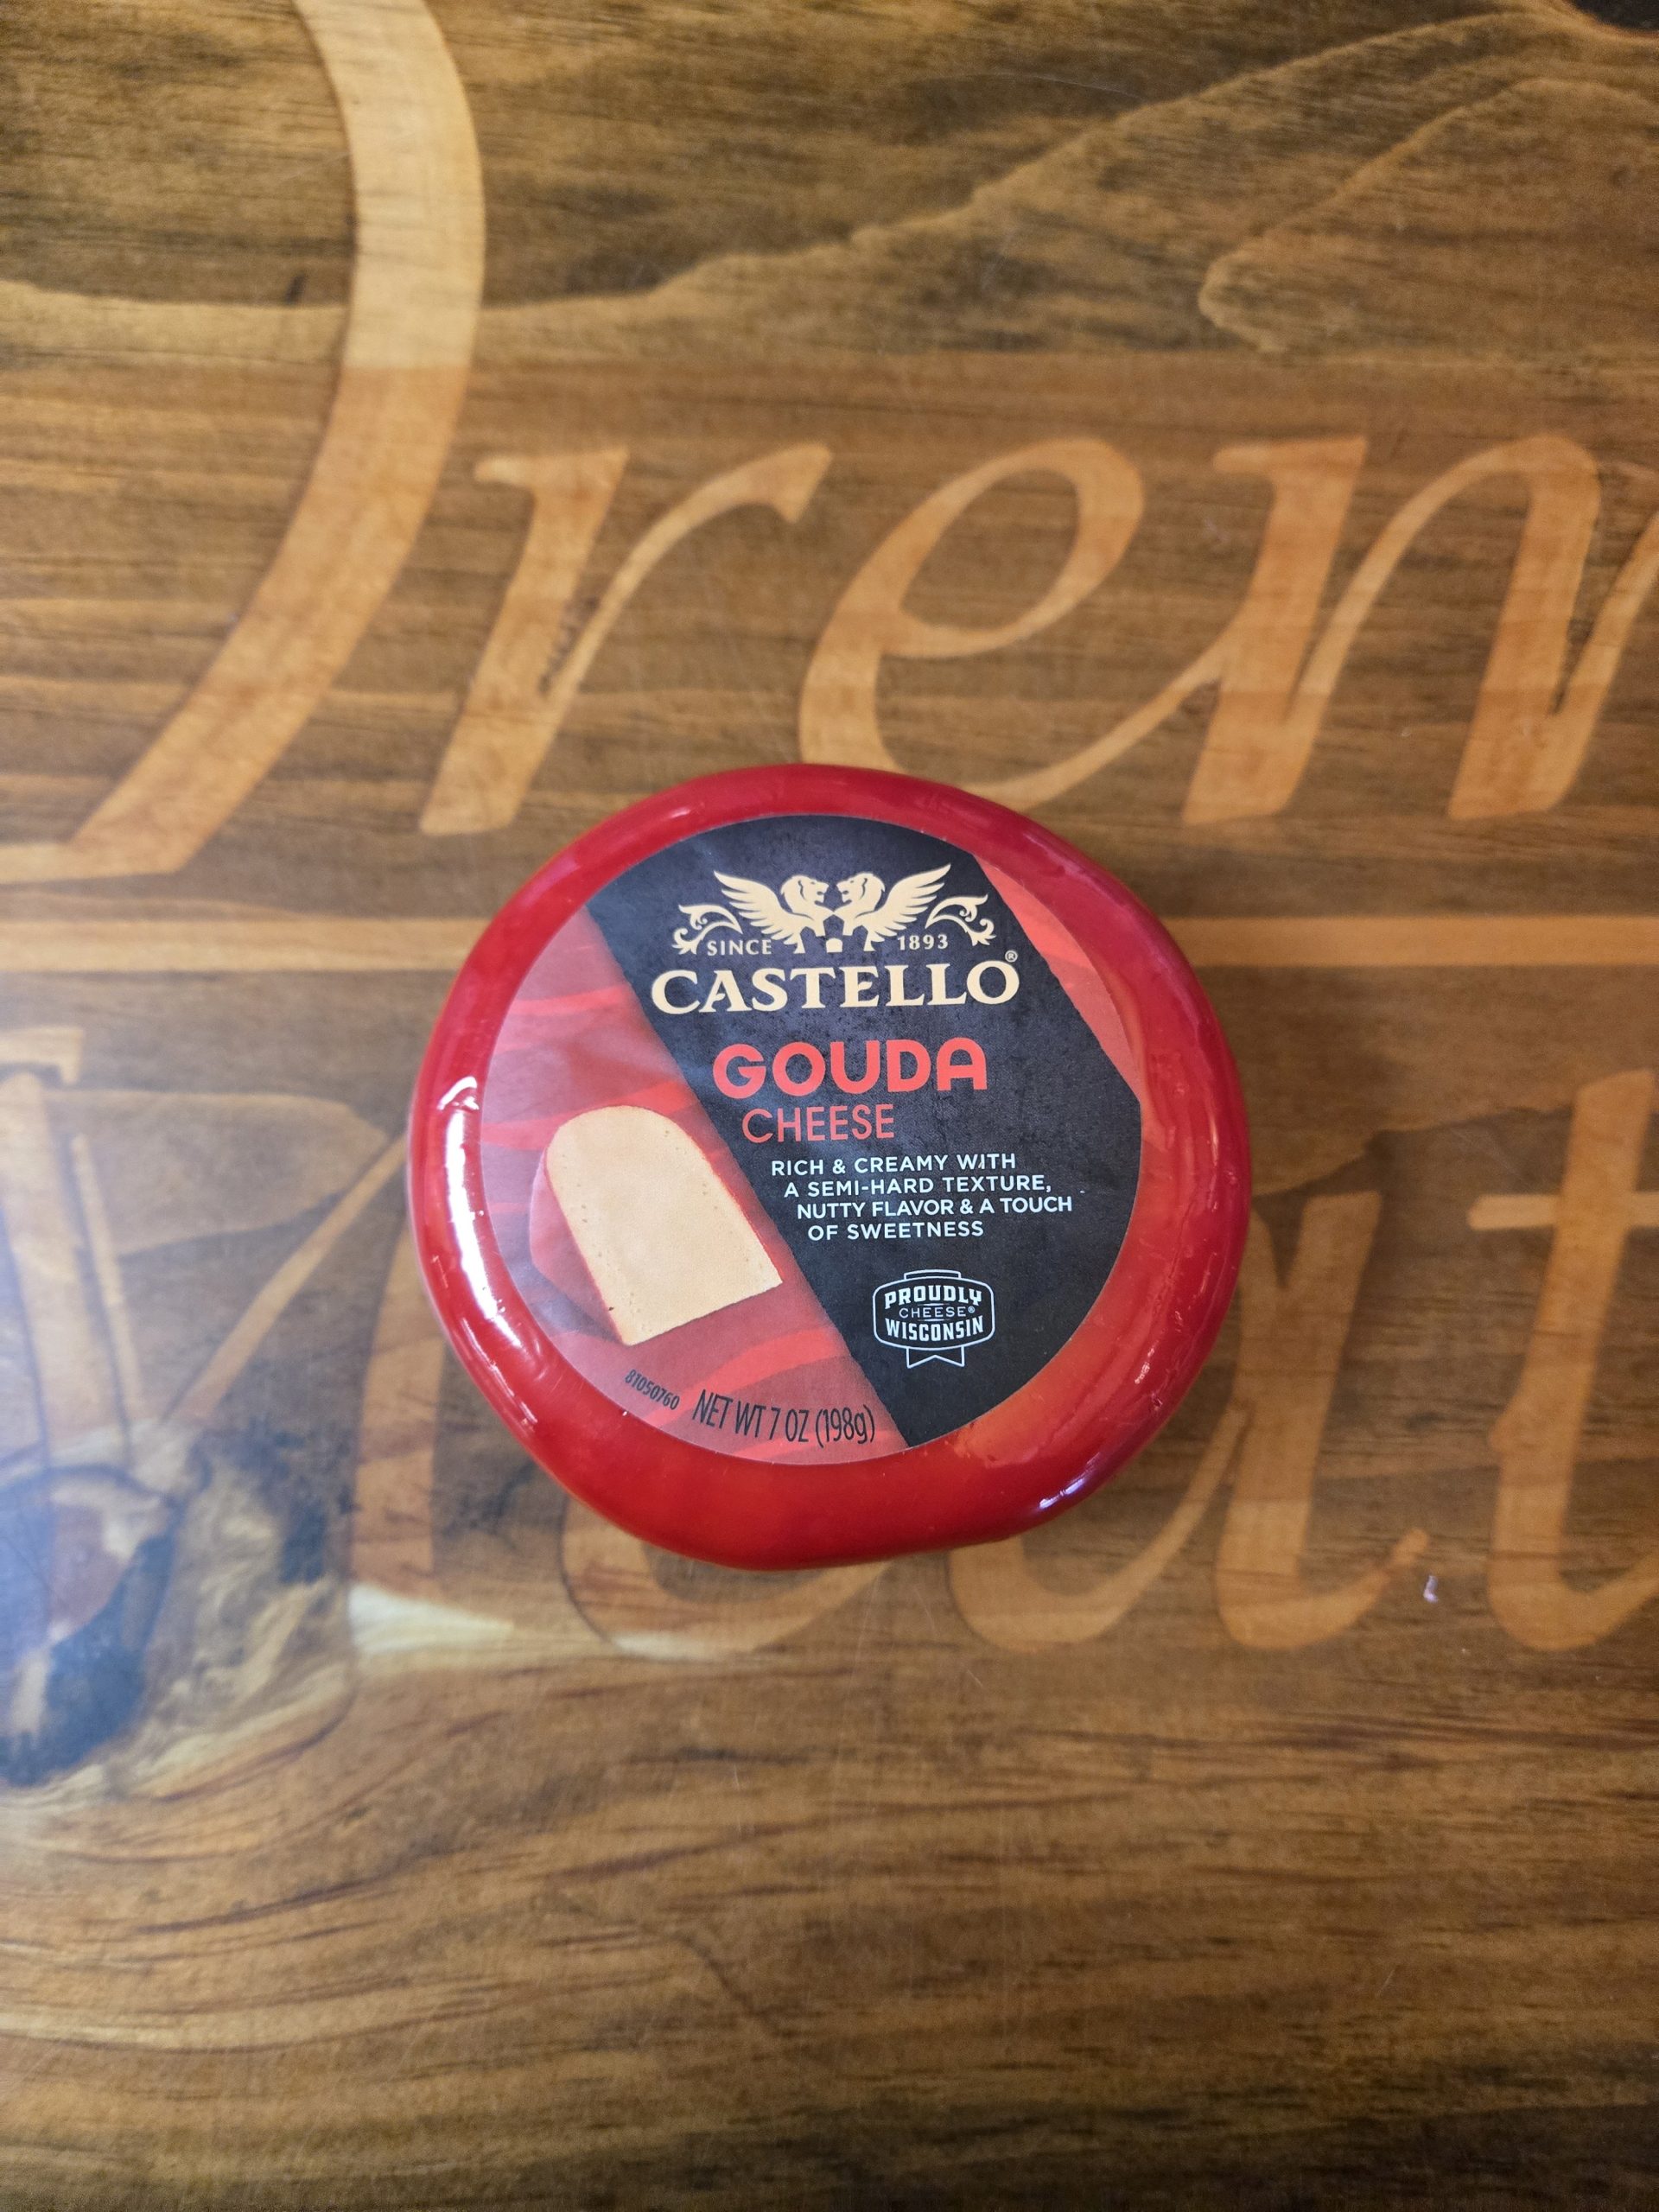 SINCE 1893
CASTELLO®
GOUDA
CHEESE
RICH & CREAMY WITH
A SEMI-HARD TEXTURE,
NUTTY FLAVOR & A TOUCH
OF SWEETNESS
PROUDLY
CHEESE®
WISCONSIN
81050760
NET WT 7 OZ (198g)